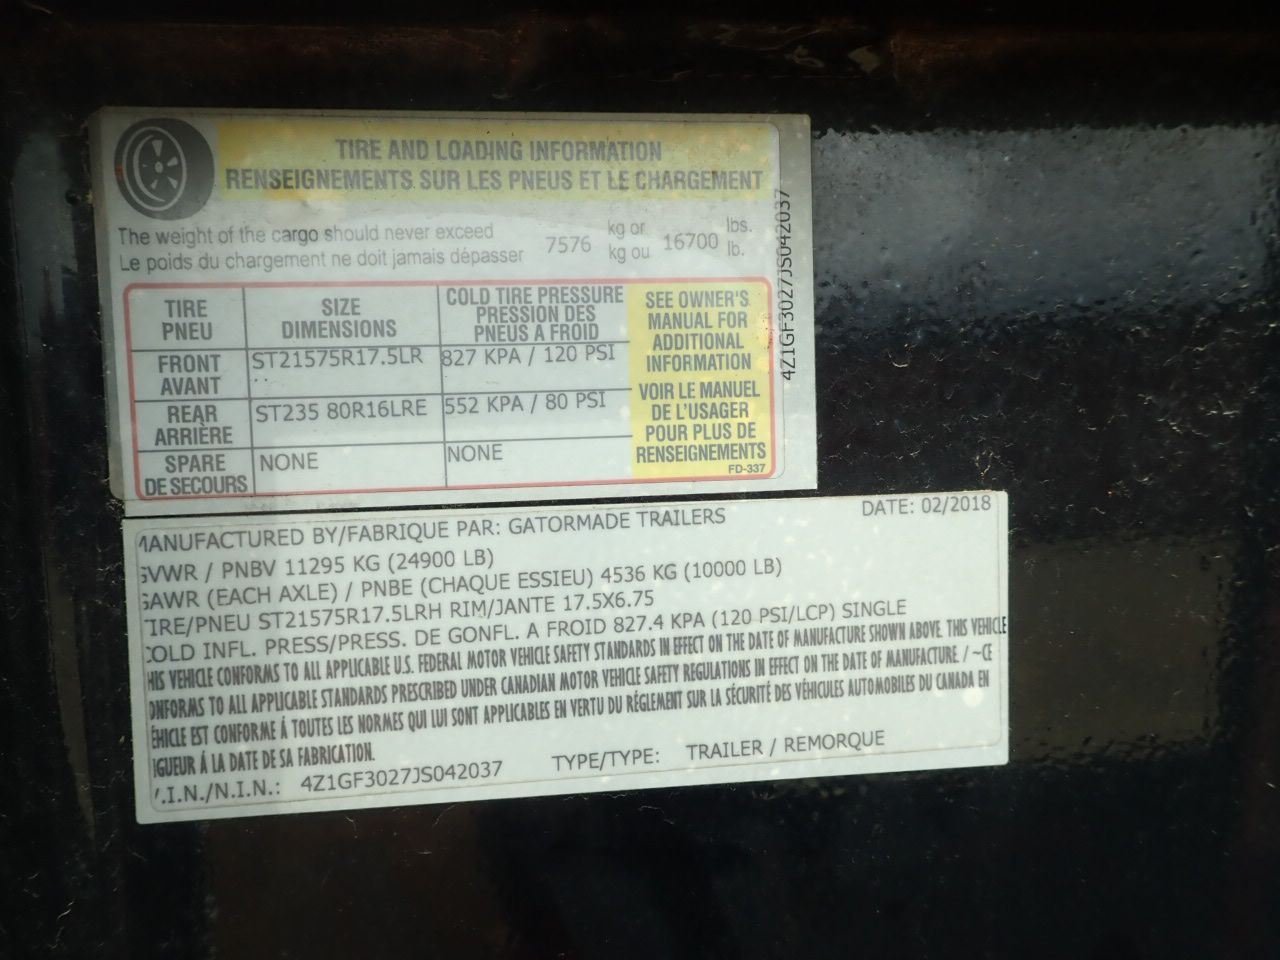 TIRE AND LOADING INFORMATION
RENSEIGNEMENTS SUR LES PNEUS ET LE CHARGEMENT
The weight of the cargo should never exceed 7576 kg or 16700 lbs.
Le poids du chargement ne doit jamais dépasser kg ou lb.
TIRE PNEU SIZE DIMENSIONS COLD TIRE PRESSURE PRESSION DES PNEUS A FROID
FRONT AVANT ST21575R17.5LR 827 KPA / 120 PSI
REAR ARRIÈRE ST235 80R16LRE 552 KPA / 80 PSI
SPARE DE SECOURS NONE NONE
SEE OWNER'S
MANUAL FOR
ADDITIONAL
INFORMATION
VOIR LE MANUEL
DE L'USAGER
POUR PLUS DE
RENSEIGNEMENTS
FD-337
4Z1GF3027JS042037
MANUFACTURED BY/FABRIQUE PAR: GATORMADE TRAILERS DATE: 02/2018
GVWR / PNBV 11295 KG (24900 LB)
GAWR (EACH AXLE) / PNBE (CHAQUE ESSIEU) 4536 KG (10000 LB)
TIRE/PNEU ST21575R17.5LRH RIM/JANTE 17.5X6.75
COLD INFL. PRESS/PRESS. DE GONFL. A FROID 827.4 KPA (120 PSI/LCP) SINGLE
HIS VEHICLE CONFORMS TO ALL APPLICABLE U.S. FEDERAL MOTOR VEHICLE SAFETY STANDARDS IN EFFECT ON THE DATE OF MANUFACTURE SHOWN ABOVE. THIS VEHICLE
ONFORMS TO ALL APPLICABLE STANDARDS PRESCRIBED UNDER CANADIAN MOTOR VEHICLE SAFETY REGULATIONS IN EFFECT ON THE DATE OF MANUFACTURE / ~CE
ÉHICLE EST CONFORME Á TOUTES LES NORMES QUI LUI SONT APPLICABLES EN VERTU DU RÉGLEMENT SUR LA SÉCURITÉ DES VÉHICULES AUTOMOBILES DU CANADA EN
IGUEUR Á LA DATE DE SA FABRICATION.
V.I.N./N.I.N.: 4Z1GF3027JS042037 TYPE/TYPE: TRAILER / REMORQUE